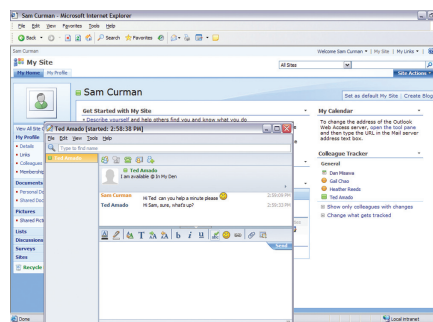 Sam Curman - Microsoft Internet Explorer
File Edit View Favorites Tools Help
Back Search Favorites
Sam Curman
Welcome Sam Curman | My Site | My Links |
My Site
All Sites
My Home My Profile
Site Actions
Sam Curman
Set as default My Site | Create Blog
Get Started with My Site
Describe yourself and help others find you and know what you do
View All Site
My Profile
Details
Links
Colleagues
Membership
Documents
Personal Do
Shared Doc
Pictures
Shared Pict
Lists
Discussions
Surveys
Sites
Recycle
Ted Amado [started: 2:58:38 PM]
File Edit View Tools Help
Type to find name
Ted Amado
Ted Amado
I am available @ In My Den
Sam Curman Hi Ted can you help a minute please 2:59:09 PM
Ted Amado Hi Sam, sure, what's up? 2:59:33 PM
A T b i u
Send
My Calendar
To change the address of the Outlook
Web Access server, open the tool pane
and then type the URL in the Mail server
address text box.
Colleague Tracker
General
Dan Meaiva
Gail Chao
Heather Reeds
Ted Amado
Show only colleagues with changes
Change what gets tracked
Done
Local intranet